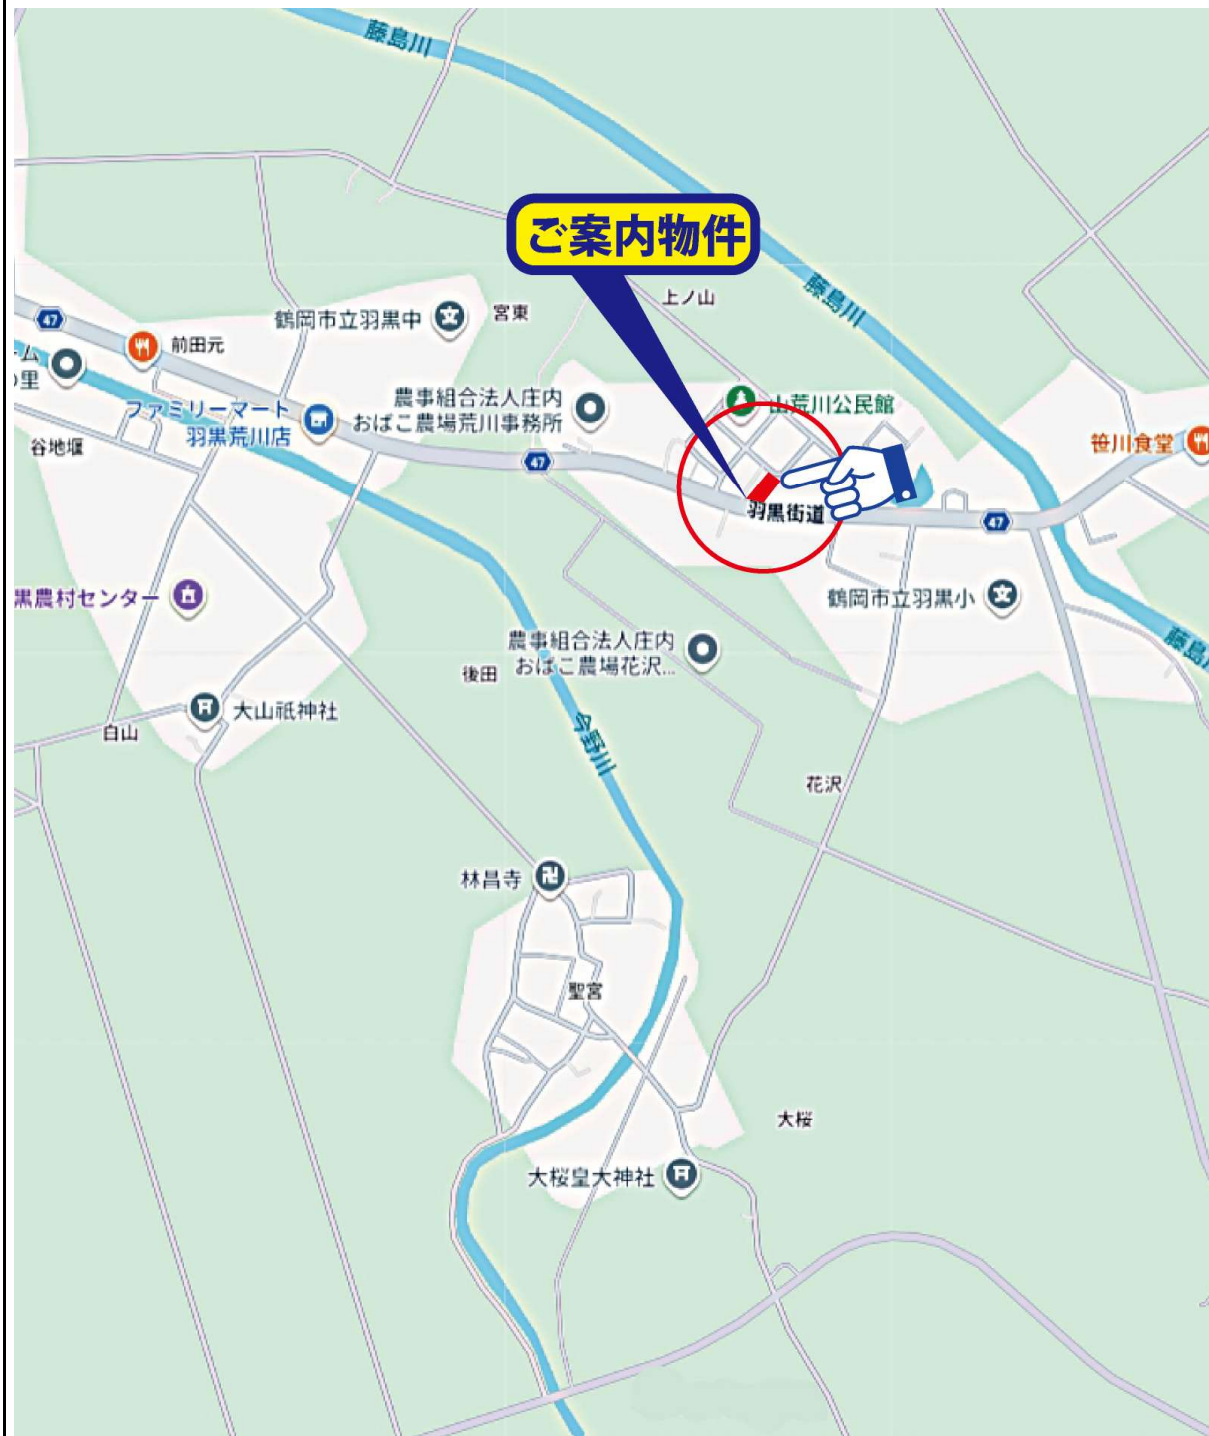 藤島川
ご案内物件
上ノ山
藤島川
47
鶴岡市立羽黒中
宮東
前田元
ーム
の里
農事組合法人庄内
おばこ農場荒川事務所
山荒川公民館
ファミリーマート
羽黒荒川店
谷地堰
笹川食堂
47
羽黒街道
47
黒農村センター
鶴岡市立羽黒小
農事組合法人庄内
おばこ農場花沢...
後田
藤島川
大山祇神社
白山
今野川
花沢
林昌寺
聖宮
大桜
大桜皇大神社